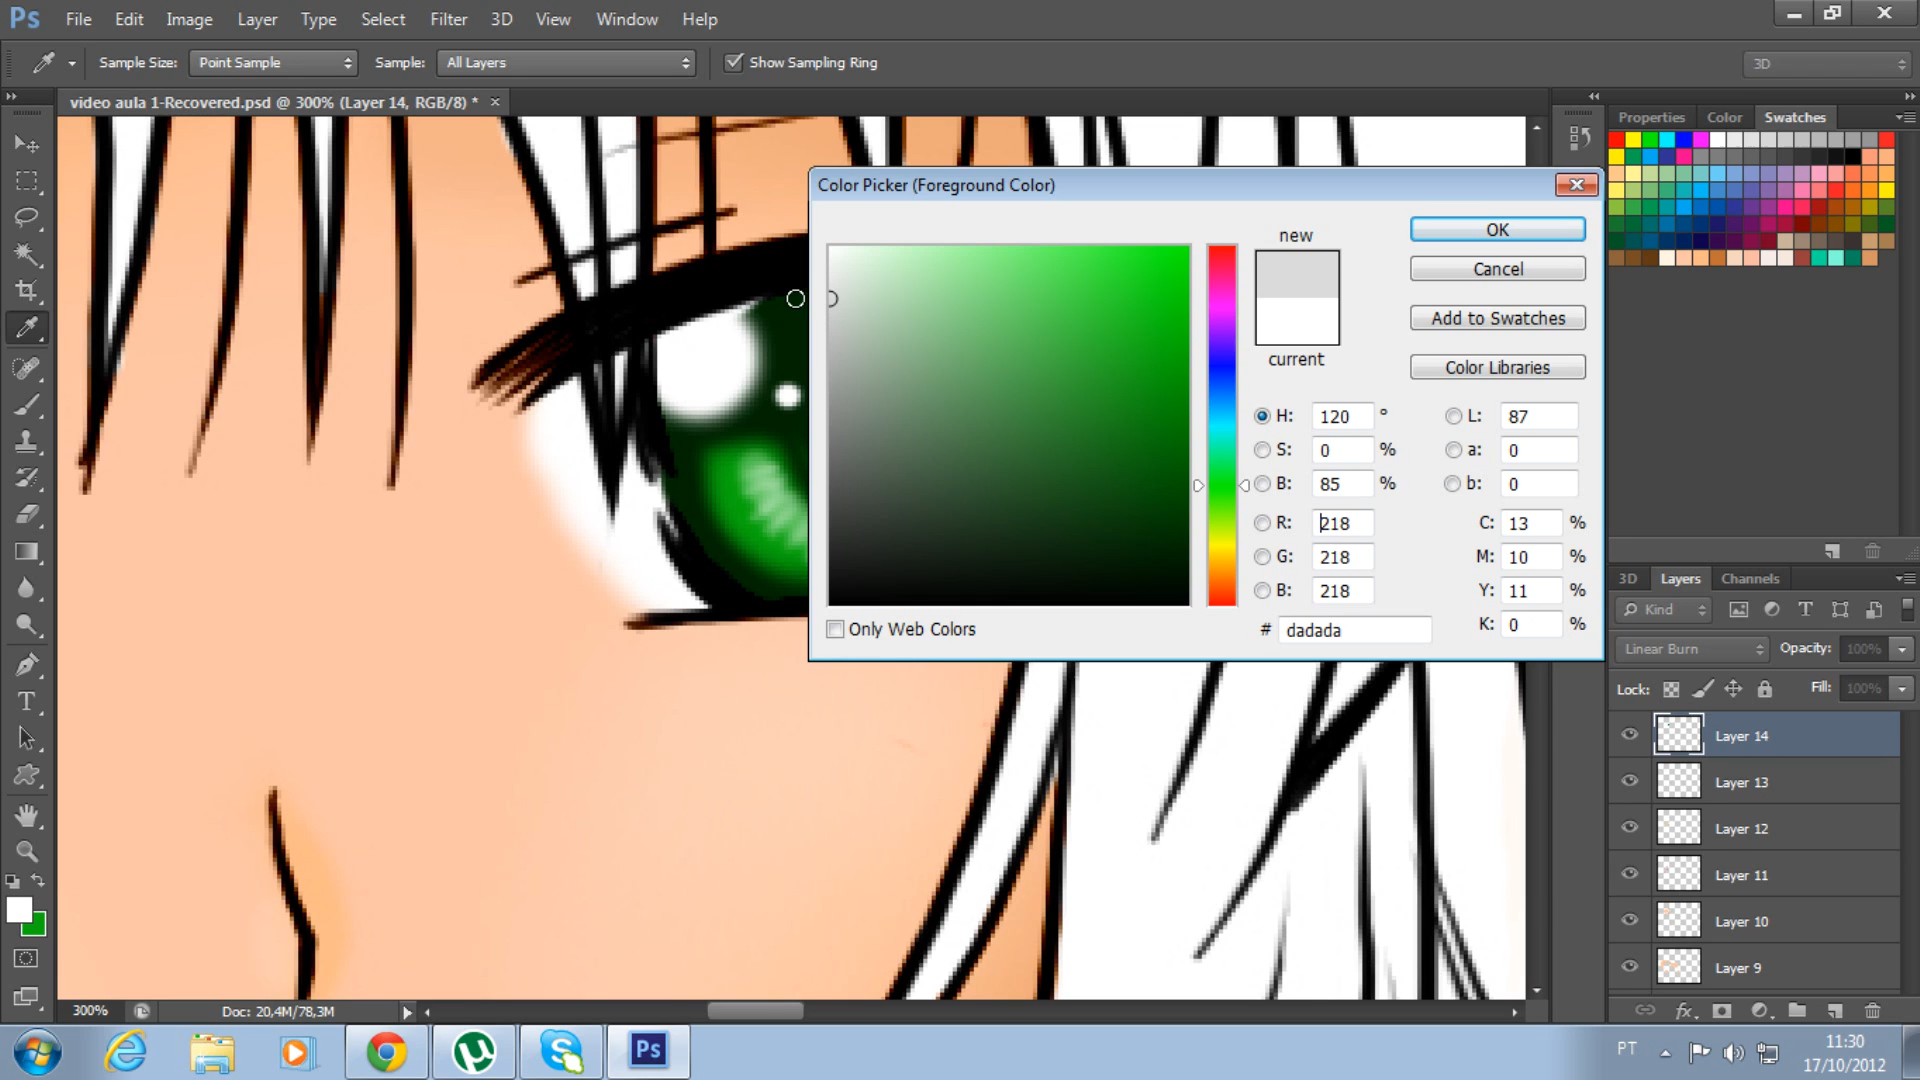 Ps File Edit Image Layer Type Select Filter 3D View Window Help
Sample Size: Point Sample Sample: All Layers Show Sampling Ring 3D
video aula 1-Recovered.psd @ 300% (Layer 14, RGB/8) *
Properties Color Swatches
Color Picker (Foreground Color)
new
current
OK
Cancel
Add to Swatches
Color Libraries
H: 120 ° L: 87
S: 0 % a: 0
B: 85 % b: 0
R: 218 C: 13 %
G: 218 M: 10 %
B: 218 Y: 11 %
# dadada K: 0 %
Only Web Colors
3D Layers Channels
Kind
Linear Burn Opacity: 100%
Lock: Fill: 100%
Layer 14
Layer 13
Layer 12
Layer 11
Layer 10
Layer 9
300% Doc: 20,4M/78,3M
Ps
PT
11:30
17/10/2012